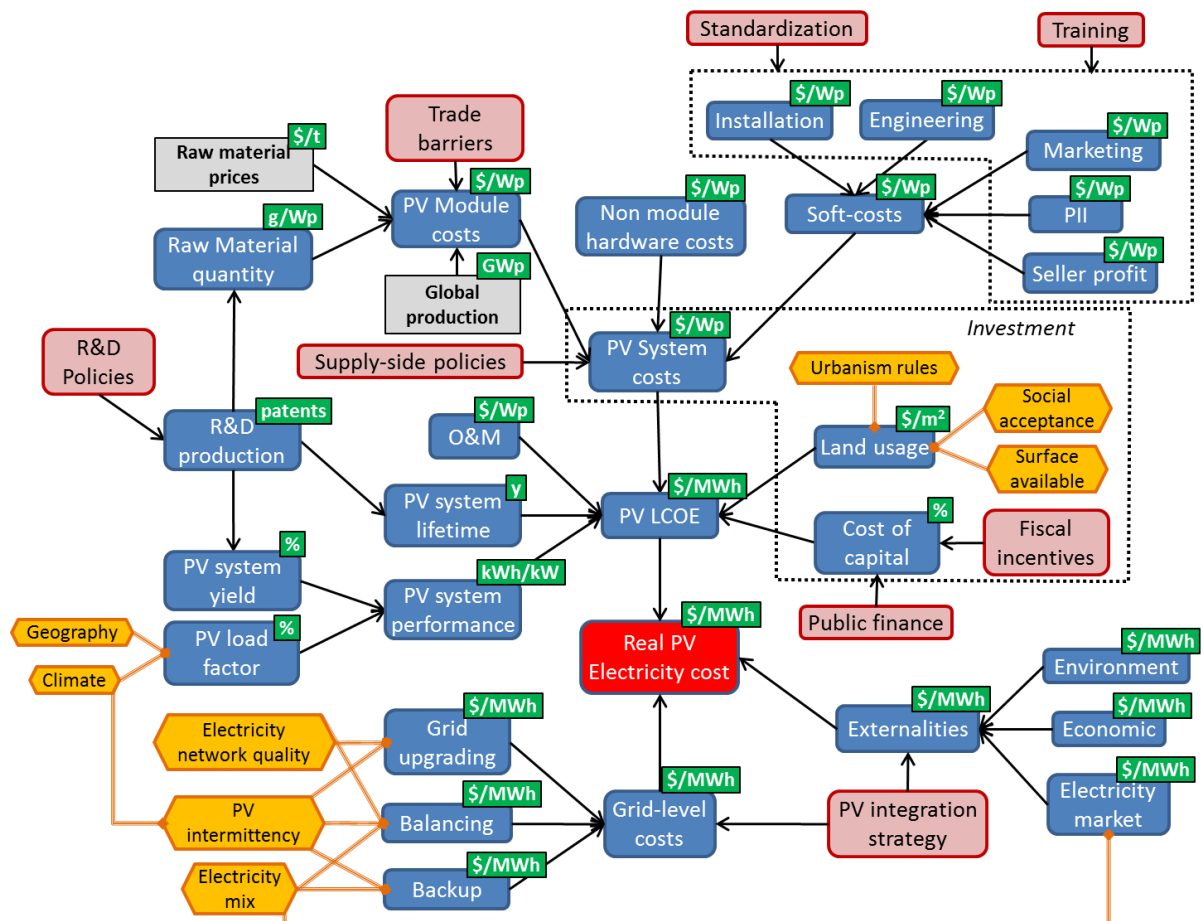 Standardization
Training
$/Wp
Installation
$/Wp
Engineering
$/Wp
Marketing
$/Wp
PII
$/Wp
Seller profit
$/Wp
Soft-costs
Trade
barriers
$/t
Raw material
prices
g/Wp
Raw Material
quantity
$/Wp
PV Module
costs
GWp
Global
production
$/Wp
Non module
hardware costs
Investment
$/Wp
PV System
costs
Supply-side policies
R&D
Policies
patents
R&D
production
$/Wp
O&M
y
PV system
lifetime
$/MWh
PV LCOE
Urbanism rules
$/m²
Land usage
Social
acceptance
Surface
available
%
Cost of
capital
Fiscal
incentives
Public finance
%
PV system
yield
kWh/kW
PV system
performance
%
PV load
factor
Geography
Climate
$/MWh
Real PV
Electricity cost
$/MWh
Environment
$/MWh
Externalities
$/MWh
Economic
$/MWh
Electricity
market
Electricity
network quality
$/MWh
Grid
upgrading
PV
intermittency
$/MWh
Balancing
$/MWh
Grid-level
costs
PV integration
strategy
Electricity
mix
$/MWh
Backup